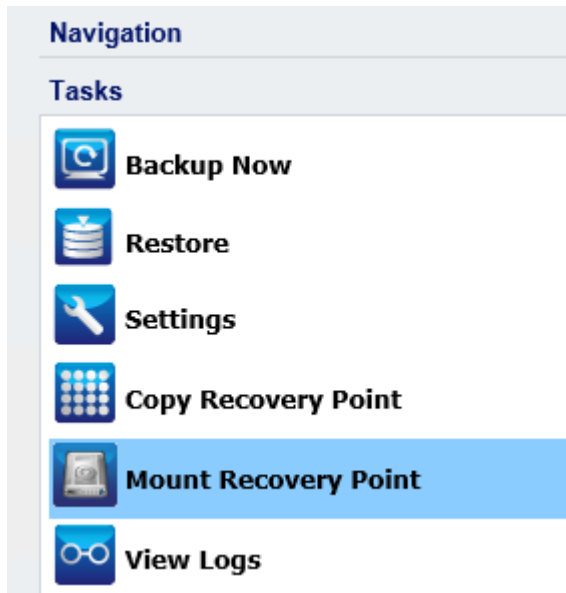 Navigation
Tasks
Backup Now
Restore
Settings
Copy Recovery Point
Mount Recovery Point
View Logs